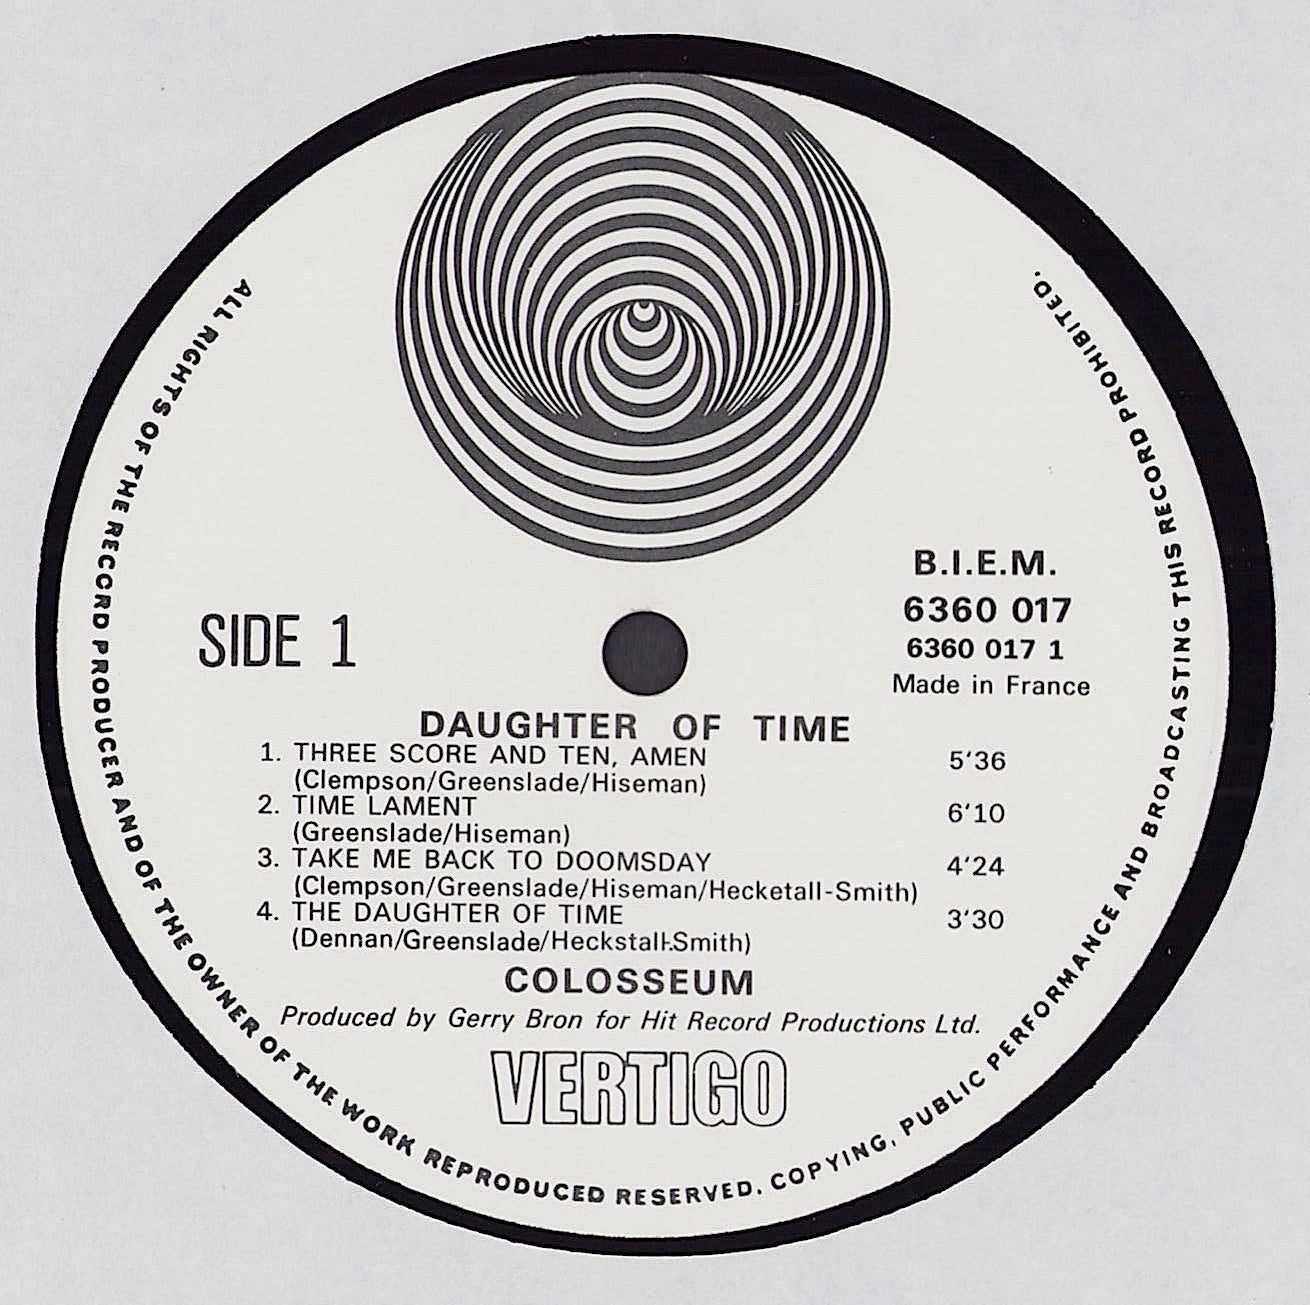 ALL RIGHTS OF THE RECORD PRODUCER AND OF THE OWNER OF THE WORK REPRODUCED RESERVED. COPYING, PUBLIC PERFORMANCE AND BROADCASTING THIS RECORD PROHIBITED.
B.I.E.M.
6360 017
6360 017 1
Made in France
SIDE 1
DAUGHTER OF TIME
1. THREE SCORE AND TEN, AMEN 5'36
(Clempson/Greenslade/Hiseman)
2. TIME LAMENT 6'10
(Greenslade/Hiseman)
3. TAKE ME BACK TO DOOMSDAY 4'24
(Clempson/Greenslade/Hiseman/Hecketall-Smith)
4. THE DAUGHTER OF TIME 3'30
(Dennan/Greenslade/Heckstall-Smith)
COLOSSEUM
Produced by Gerry Bron for Hit Record Productions Ltd.
VERTIGO